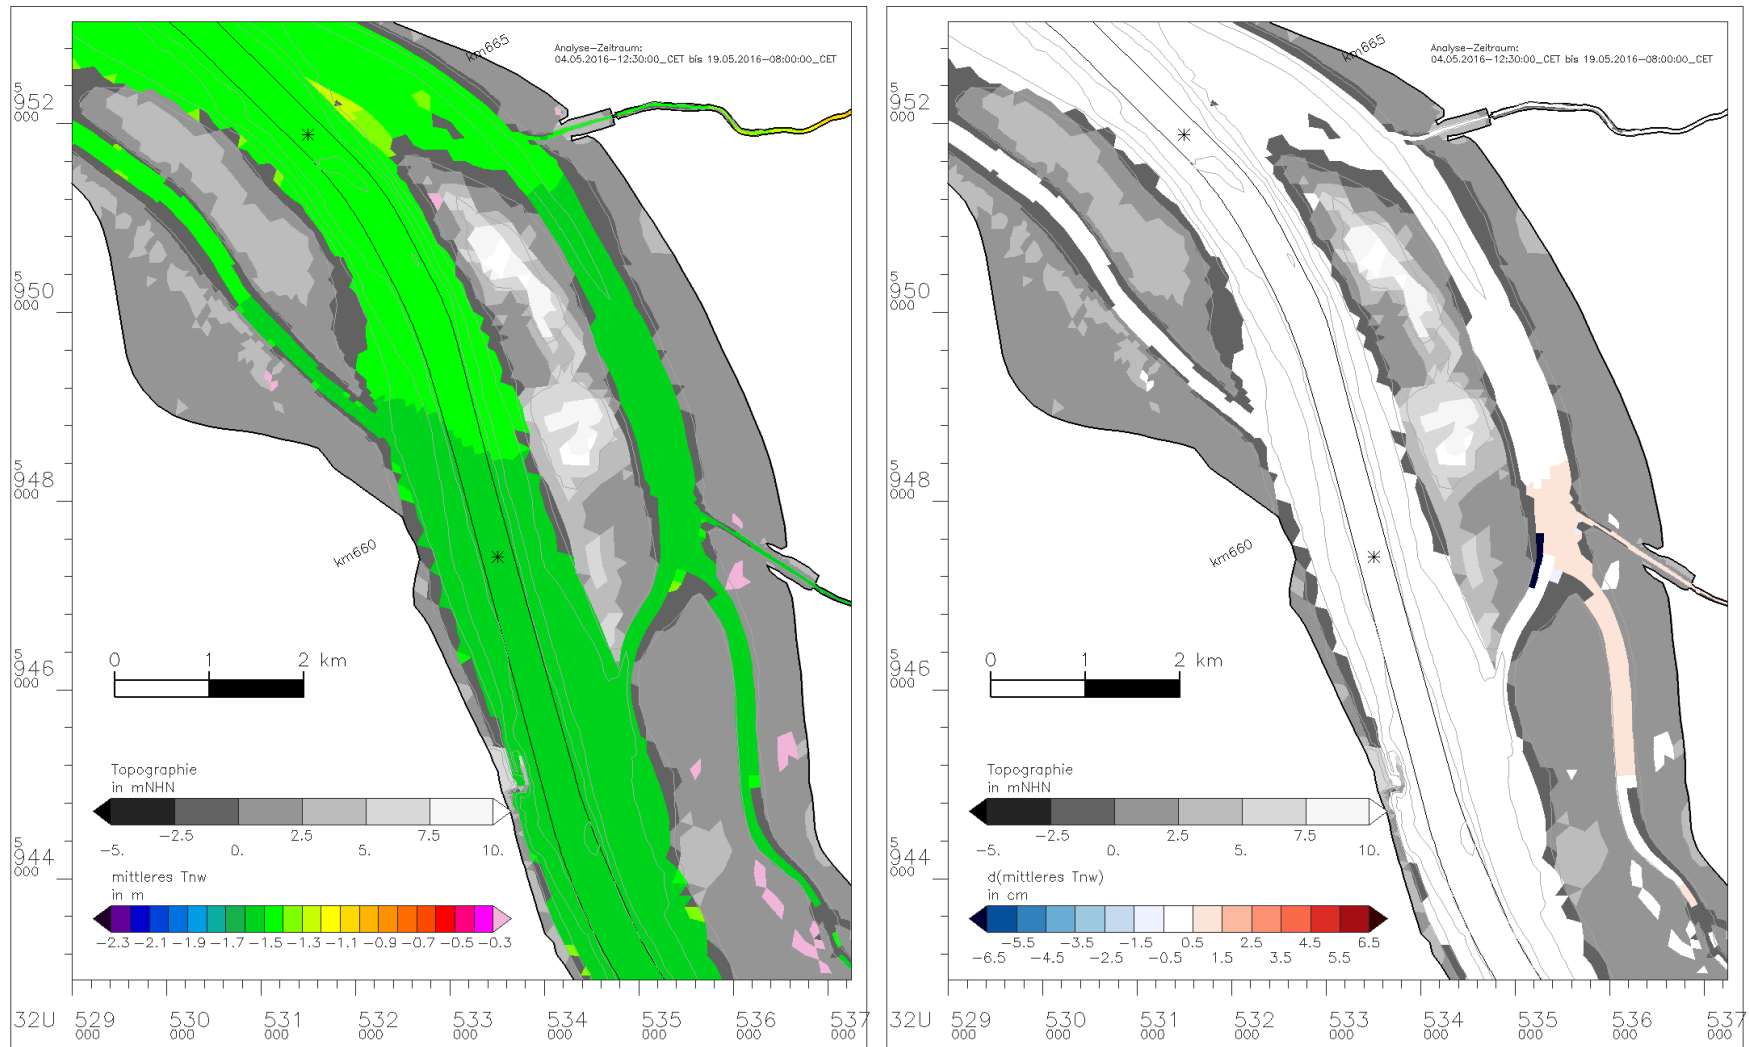 km665
Analyse-Zeitraum:
04.05.2016-12:30:00_CET bis 19.05.2016-08:00:00_CET
5
952
000
5
950
000
5
948
000
km660
5
946
000
0 1 2 km
Topographie
in mNHN
-2.5 2.5 7.5
-5. 0. 5. 10.
5
944
000
mittleres Tnw
in m
-2.3 -2.1 -1.9 -1.7 -1.5 -1.3 -1.1 -0.9 -0.7 -0.5 -0.3
32U 529 530 531 532 533 534 535 536 537
000 000 000 000 000 000 000 000 000
km665
Analyse-Zeitraum:
04.05.2016-12:30:00_CET bis 19.05.2016-08:00:00_CET
5
952
000
5
950
000
5
948
000
km660
5
946
000
0 1 2 km
Topographie
in mNHN
-2.5 2.5 7.5
-5. 0. 5. 10.
5
944
000
d(mittleres Tnw)
in cm
-5.5 -3.5 -1.5 0.5 2.5 4.5 6.5
-6.5 -4.5 -2.5 -0.5 1.5 3.5 5.5
32U 529 530 531 532 533 534 535 536 537
000 000 000 000 000 000 000 000 000